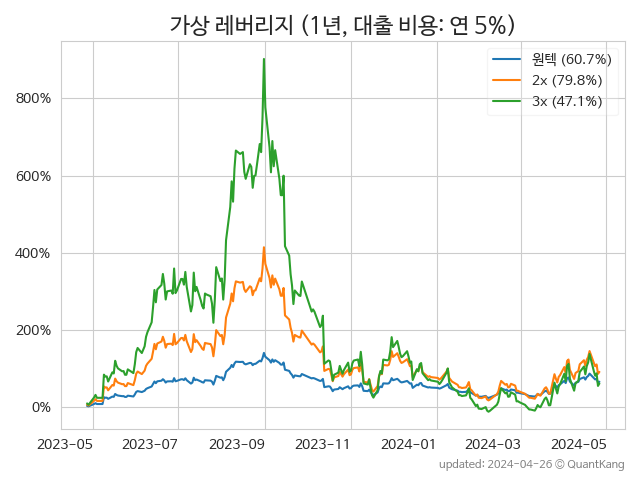 가상 레버리지 (1년, 대출 비용: 연 5%)
원텍 (60.7%)
2x (79.8%)
3x (47.1%)
800%
600%
400%
200%
0%
2023-05 2023-07 2023-09 2023-11 2024-01 2024-03 2024-05
updated: 2024-04-26 © QuantKang